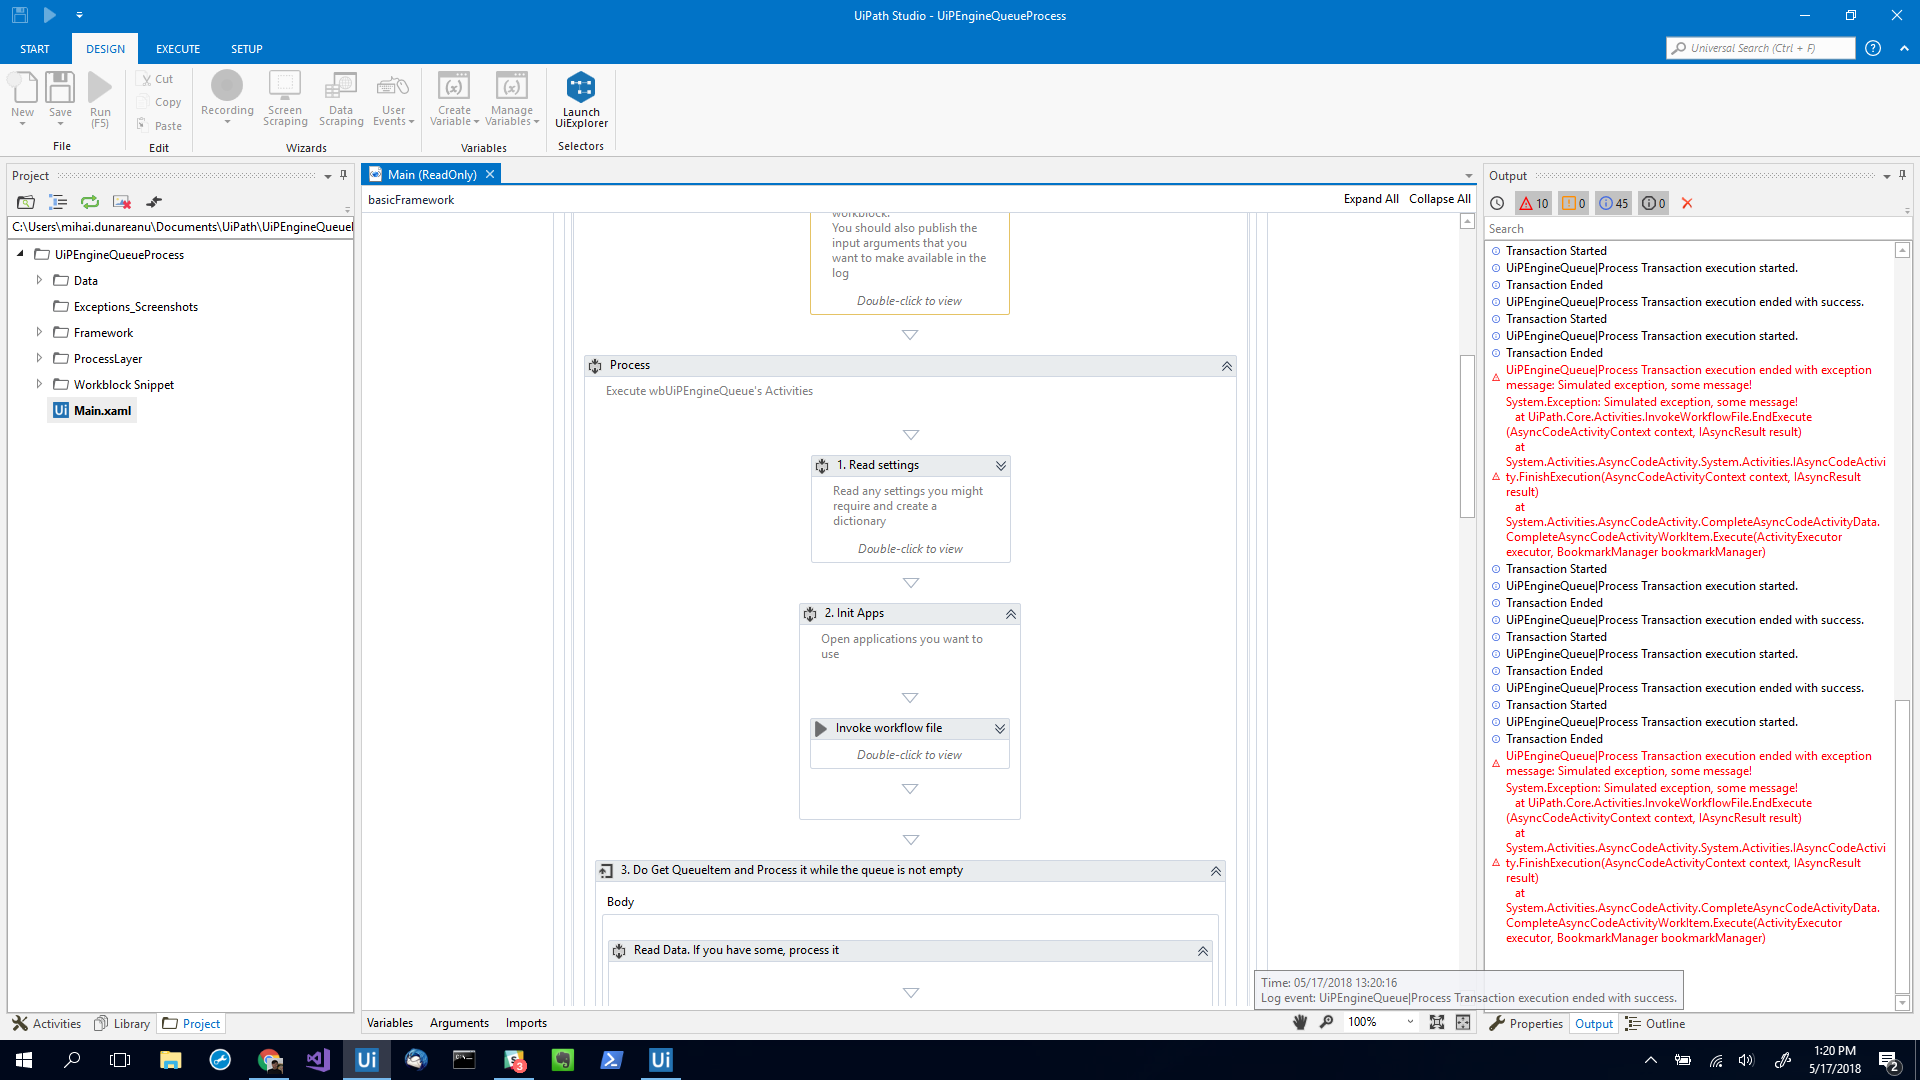 UiPath Studio - UiPEngineQueueProcess
START DESIGN EXECUTE SETUP
Universal Search (Ctrl + F)
New
Save
Run
(F5)
Cut
Copy
Paste
Recording
Screen
Scraping
Data
Scraping
User
Events
Create
Variable
Manage
Variables
Launch
UiExplorer
File
Edit
Wizards
Variables
Selectors
Project
C:\Users\mihai.dunareanu\Documents\UiPath\UiPEngineQueueP
UiPEngineQueueProcess
Data
Exceptions_Screenshots
Framework
ProcessLayer
Workblock Snippet
Ui Main.xaml
Activities Library Project
Main (ReadOnly)
basicFramework
Expand All Collapse All
workblock.
You should also publish the
input arguments that you
want to make available in the
log
Double-click to view
Process
Execute wbUiPEngineQueue's Activities
1. Read settings
Read any settings you might
require and create a
dictionary
Double-click to view
2. Init Apps
Open applications you want to
use
Invoke workflow file
Double-click to view
3. Do Get QueueItem and Process it while the queue is not empty
Body
Read Data. If you have some, process it
Variables Arguments Imports
100%
Output
10 0 45 0
Search
Transaction Started
UiPEngineQueue|Process Transaction execution started.
Transaction Ended
UiPEngineQueue|Process Transaction execution ended with success.
Transaction Started
UiPEngineQueue|Process Transaction execution started.
Transaction Ended
UiPEngineQueue|Process Transaction execution ended with exception
message: Simulated exception, some message!
System.Exception: Simulated exception, some message!
at UiPath.Core.Activities.InvokeWorkflowFile.EndExecute
(AsyncCodeActivityContext context, IAsyncResult result)
at
System.Activities.AsyncCodeActivity.System.Activities.IAsyncCodeActivi
ty.FinishExecution(AsyncCodeActivityContext context, IAsyncResult
result)
at
System.Activities.AsyncCodeActivity.CompleteAsyncCodeActivityData.
CompleteAsyncCodeActivityWorkItem.Execute(ActivityExecutor
executor, BookmarkManager bookmarkManager)
Transaction Started
UiPEngineQueue|Process Transaction execution started.
Transaction Ended
UiPEngineQueue|Process Transaction execution ended with success.
Transaction Started
UiPEngineQueue|Process Transaction execution started.
Transaction Ended
UiPEngineQueue|Process Transaction execution ended with success.
Transaction Started
UiPEngineQueue|Process Transaction execution started.
Transaction Ended
UiPEngineQueue|Process Transaction execution ended with exception
message: Simulated exception, some message!
System.Exception: Simulated exception, some message!
at UiPath.Core.Activities.InvokeWorkflowFile.EndExecute
(AsyncCodeActivityContext context, IAsyncResult result)
at
System.Activities.AsyncCodeActivity.System.Activities.IAsyncCodeActivi
ty.FinishExecution(AsyncCodeActivityContext context, IAsyncResult
result)
at
System.Activities.AsyncCodeActivity.CompleteAsyncCodeActivityData.
CompleteAsyncCodeActivityWorkItem.Execute(ActivityExecutor
executor, BookmarkManager bookmarkManager)
Time: 05/17/2018 13:20:16
Log event: UiPEngineQueue|Process Transaction execution ended with success.
Properties Output Outline
Ui
3
Ui
1:20 PM
5/17/2018
2